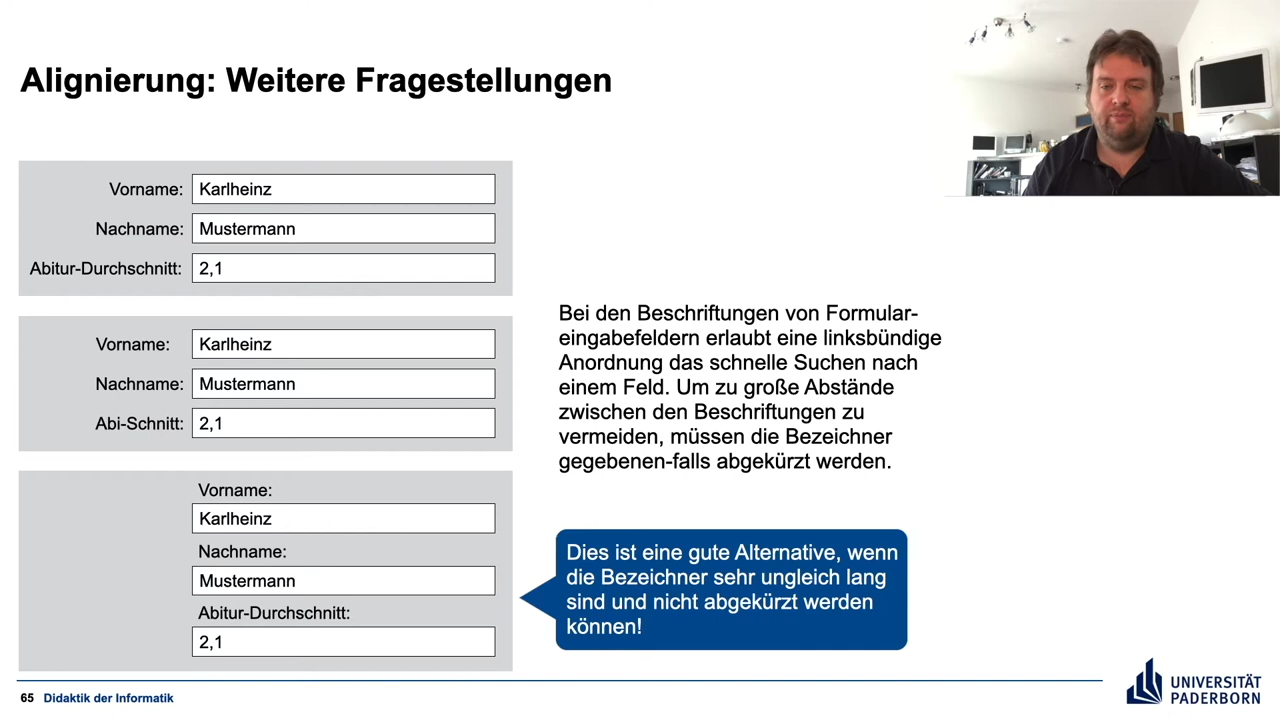 Alignierung: Weitere Fragestellungen
Vorname: Karlheinz
Nachname: Mustermann
Abitur-Durchschnitt: 2,1
Vorname: Karlheinz
Nachname: Mustermann
Abi-Schnitt: 2,1
Vorname:
Karlheinz
Nachname:
Mustermann
Abitur-Durchschnitt:
2,1
Bei den Beschriftungen von Formular-
eingabefeldern erlaubt eine linksbündige
Anordnung das schnelle Suchen nach
einem Feld. Um zu große Abstände
zwischen den Beschriftungen zu
vermeiden, müssen die Bezeichner
gegebenen-falls abgekürzt werden.
Dies ist eine gute Alternative, wenn
die Bezeichner sehr ungleich lang
sind und nicht abgekürzt werden
können!
65 Didaktik der Informatik
UNIVERSITÄT
PADERBORN